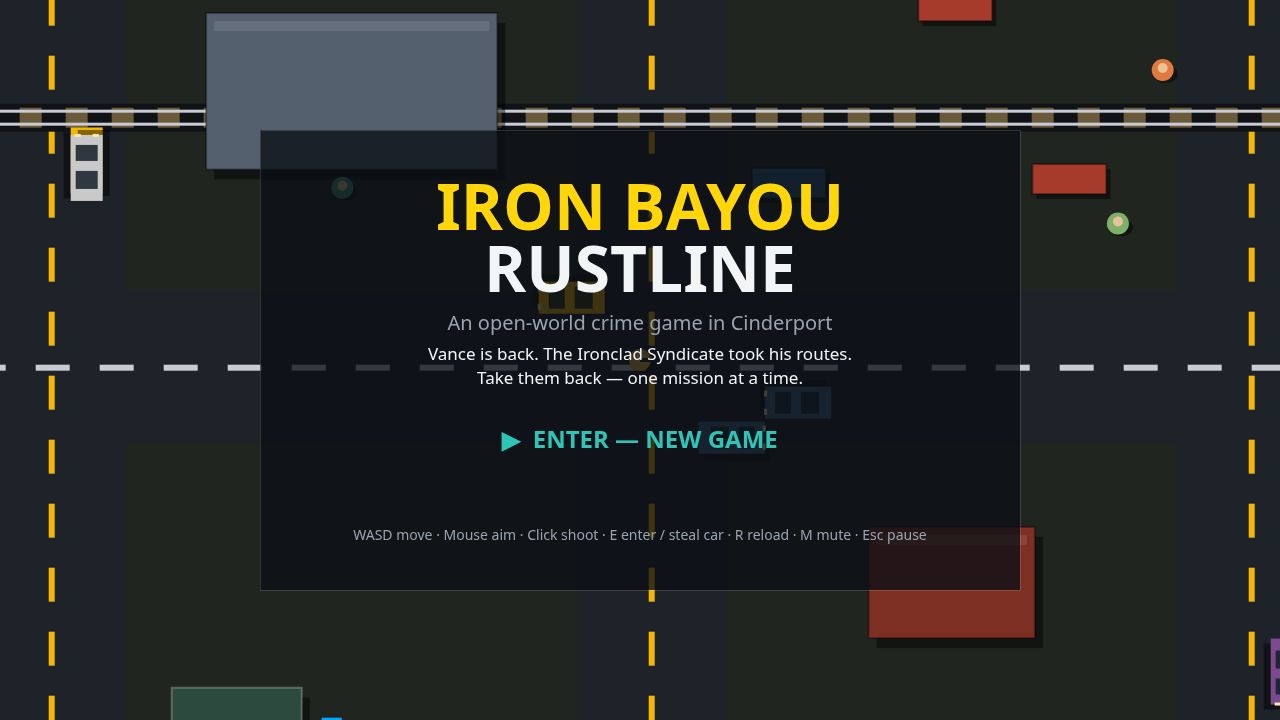 IRON BAYOU
RUSTLINE
An open-world crime game in Cinderport
Vance is back. The Ironclad Syndicate took his routes.
Take them back — one mission at a time.
▶ ENTER — NEW GAME
WASD move · Mouse aim · Click shoot · E enter / steal car · R reload · M mute · Esc pause